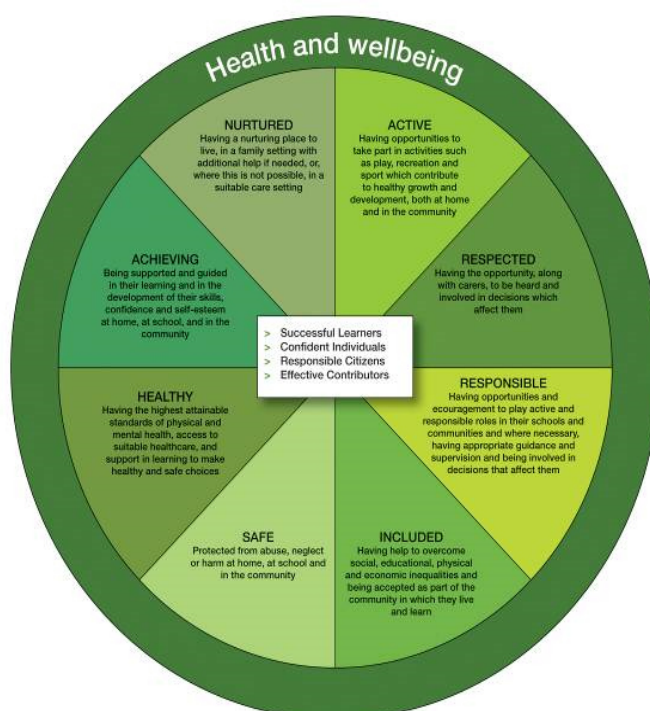 Health and wellbeing
NURTURED
Having a nurturing place to
live, in a family setting with
additional help if needed, or,
where this is not possible, in a
suitable care setting
ACTIVE
Having opportunities to
take part in activities such
as play, recreation and
sport which contribute
to healthy growth and
development, both at home
and in the community
ACHIEVING
Being supported and guided
in their learning and in the
development of their skills,
confidence and self-esteem
at home, at school, and in the
community
RESPECTED
Having the opportunity, along
with carers, to be heard and
involved in decisions which
affect them
> Successful Learners
> Confident Individuals
> Responsible Citizens
> Effective Contributors
HEALTHY
Having the highest attainable
standards of physical and
mental health, access to
suitable healthcare, and
support in learning to make
healthy and safe choices
RESPONSIBLE
Having opportunities and
ecouragement to play active and
responsible roles in their schools and
communities and where necessary,
having appropriate guidance and
supervision and being involved in
decisions that affect them
SAFE
Protected from abuse, neglect
or harm at home, at school and
in the community
INCLUDED
Having help to overcome
social, educational, physical
and economic inequalities and
being accepted as part of the
community in which they live
and learn